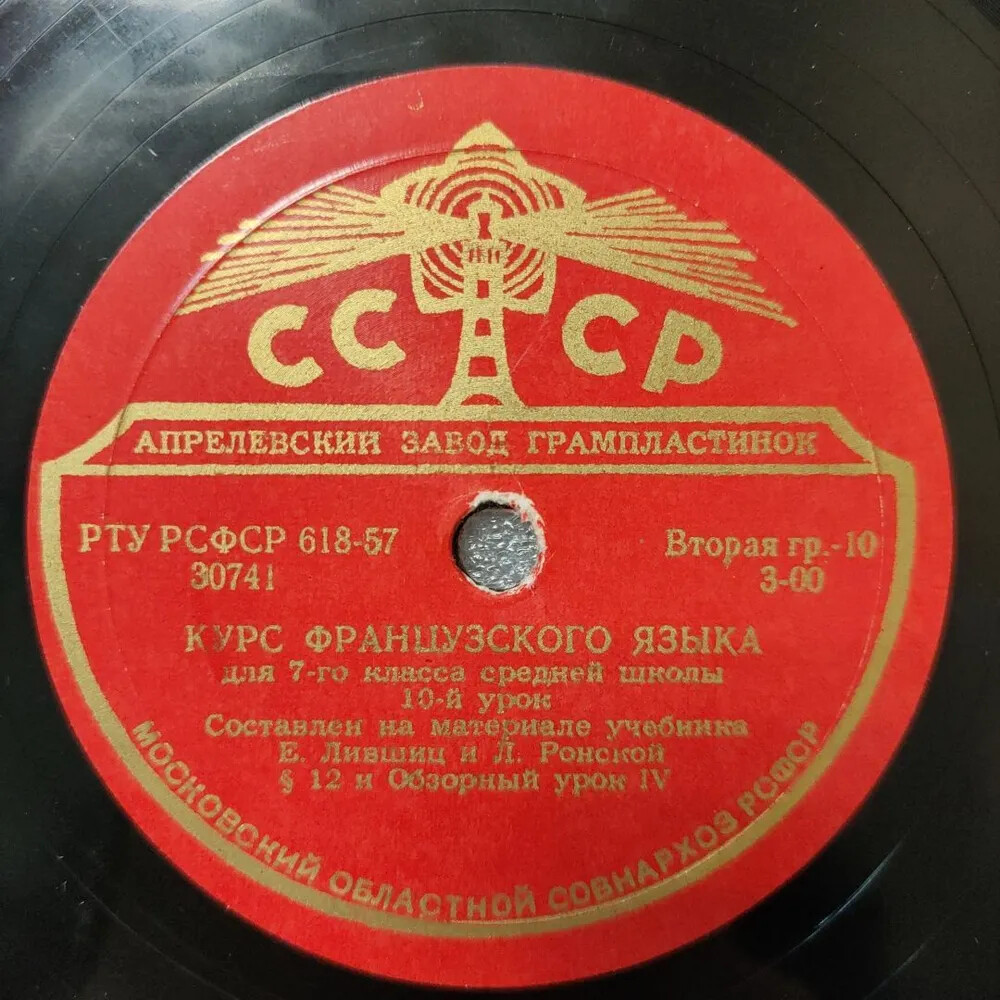 СССР
АПРЕЛЕВСКИЙ ЗАВОД ГРАМПЛАСТИНОК
РТУ РСФСР 618-57
30741
Вторая гр.-10
3-00
КУРС ФРАНЦУЗСКОГО ЯЗЫКА
для 7-го класса средней школы
10-й урок
Составлен на материале учебника
Е. Лившиц и Л. Ронской
§ 12 и Обзорный урок IV
МОСКОВСКИЙ ОБЛАСТНОЙ СОВНАРХОЗ РСФСР